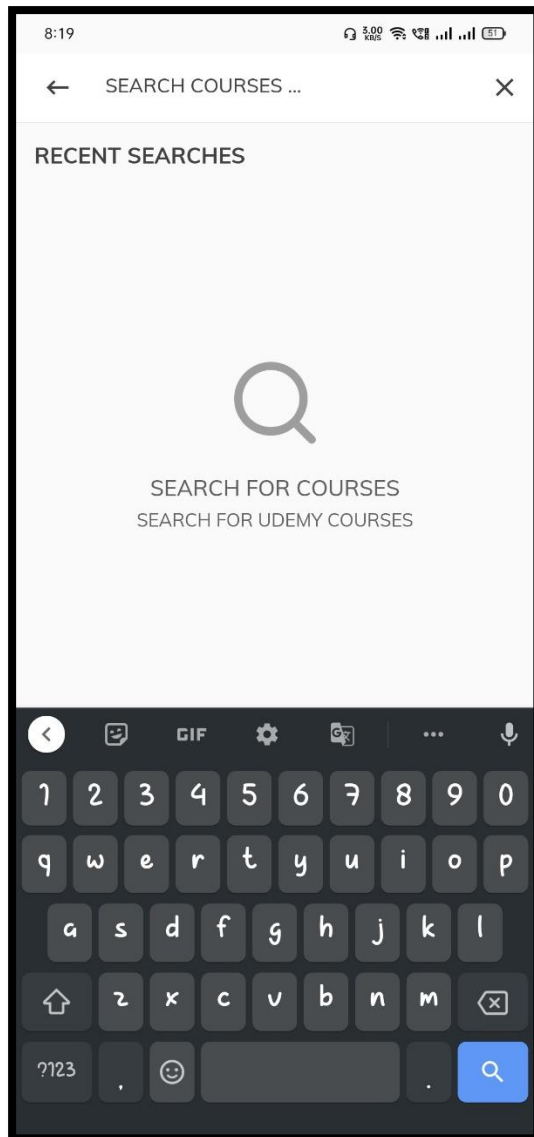 8:19 3.00 KB/S 51
SEARCH COURSES ...
RECENT SEARCHES
SEARCH FOR COURSES
SEARCH FOR UDEMY COURSES
GIF
1 2 3 4 5 6 7 8 9 0
q w e r t y u i o p
a s d f g h j k l
z x c v b n m
?123 , .